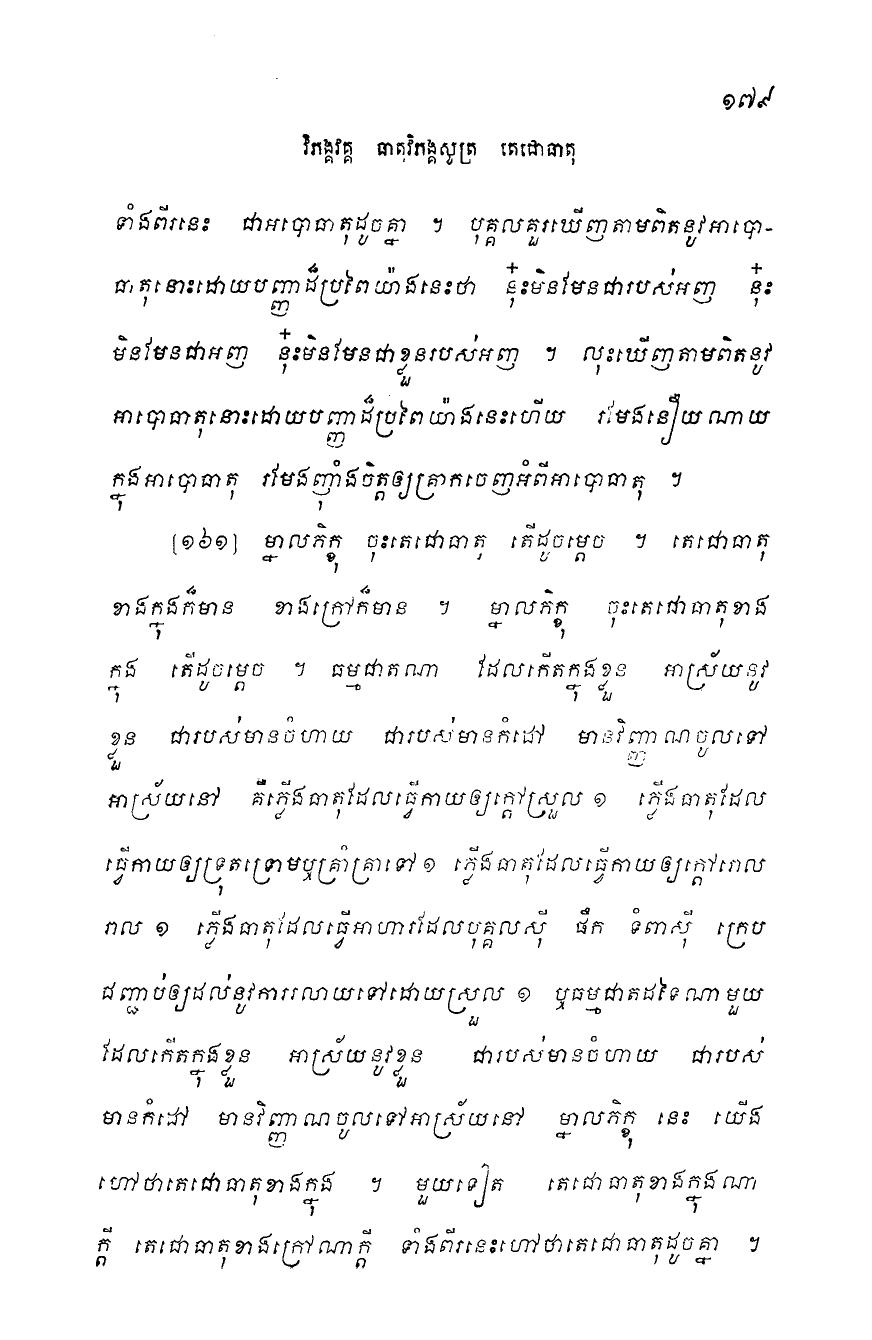 ១៧៩
វិភង្គវគ្គ ធាតុវិភង្គសូត្រ តេជោធាតុ
ទាំងពីរនេះ ជាអបោធាតុដូចគ្នា ។ បុគ្គលគួរឃើញតាមពិតនូវអាបោ-
ធាតុនោះដោយបញ្ញាដ៏ប្រពៃយ៉ាងនេះថា នុ៎ះមិនមែនជារបស់អញ នុ៎ះ
មិនមែនជាអញ នុ៎ះមិនមែនជាខ្លួនរបស់អញ ។ លុះឃើញតាមពិតនូវ
អាបោធាតុនោះដោយបញ្ញាដ៏ប្រពៃយ៉ាងនេះហើយ រមែងនឿយណាយ
ក្នុងអាបោធាតុ រមែងញ៉ាំងចិត្តឲ្យប្រាកចេញអំពីអាបោធាតុ ។
[១៦១] ម្នាលភិក្ខុ ចុះតេជោធាតុ តើដូចម្តេច ។ តេជោធាតុ
ខាងក្នុងក៏មាន ខាងក្រៅក៏មាន ។ ម្នាលភិក្ខុ ចុះតេជោធាតុខាង
ក្នុង តើដូចម្តេច ។ ធម្មជាតណា ដែលកើតក្នុងខ្លួន អាស្រ័យនូវ
ខ្លួន ជារបស់មានចំហាយ ជារបស់មានកំដៅ មានវិញ្ញាណចូលទៅ
អាស្រ័យនៅ គឺភ្លើងធាតុដែលធ្វើកាយឲ្យក្តៅស្រួល ១ ភ្លើងធាតុដែល
ធ្វើកាយឲ្យទ្រុតទ្រោមឬគ្រាំគ្រាទៅ ១ ភ្លើងធាតុដែលធ្វើកាយឲ្យក្តៅរោល
រាល ១ ភ្លើងធាតុដែលធ្វើអាហារដែលបុគ្គលស៊ី ផឹក ទំពាស៊ី ក្រេប
ជញ្ជាប់ឲ្យដល់នូវការរលាយទៅដោយស្រួល ១ ឬធម្មជាតដទៃណាមួយ
ដែលកើតក្នុងខ្លួន អាស្រ័យនូវខ្លួន ជារបស់មានចំហាយ ជារបស់
មានកំដៅ មានវិញ្ញាណចូលទៅអាស្រ័យនៅ ម្នាលភិក្ខុ នេះ យើង
ហៅថាតេជោធាតុខាងក្នុង ។ មួយទៀត តេជោធាតុខាងក្នុងណា
ក្តី តេជោធាតុខាងក្រៅណាក្តី ទាំងពីរនេះហៅថាតេជោធាតុដូចគ្នា ។